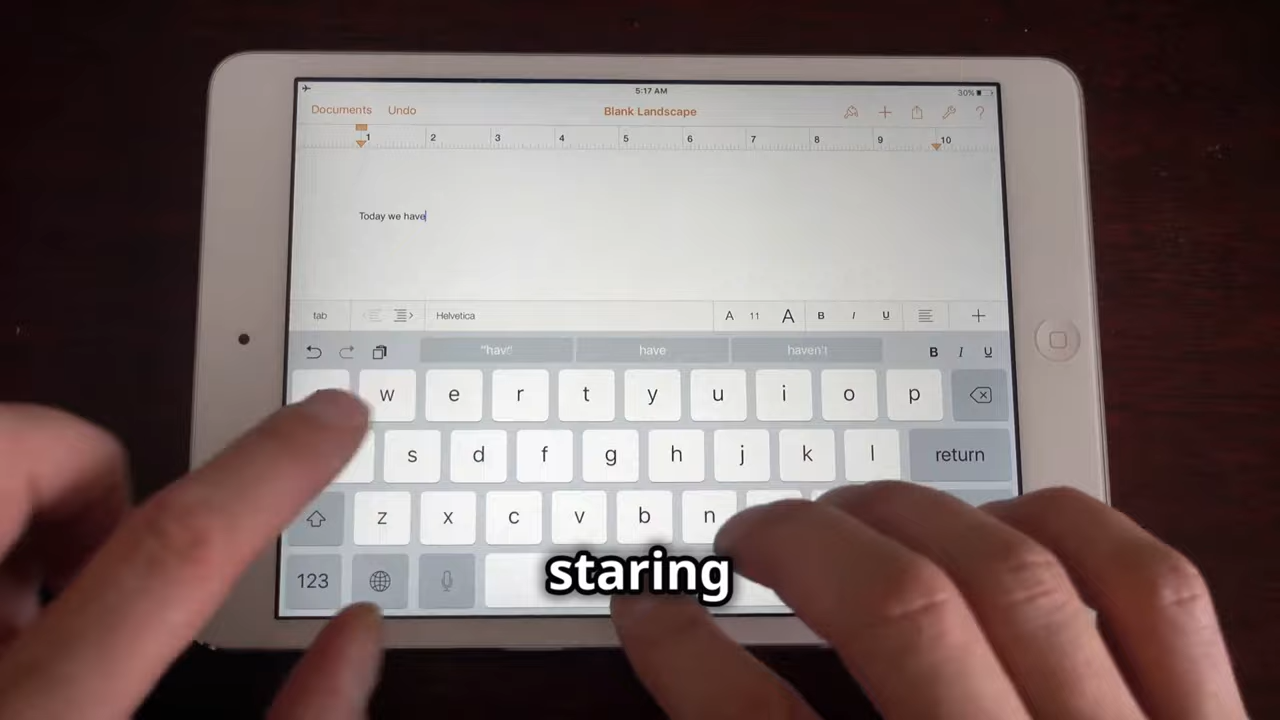 5:17 AM
30%
Documents Undo Blank Landscape + ?
1 2 3 4 5 6 7 8 9 10
Today we have
tab Helvetica A 11 A B I U +
"hav" have haven't B I U
w e r t y u i o p
s d f g h j k l return
z x c v b n
123
staring